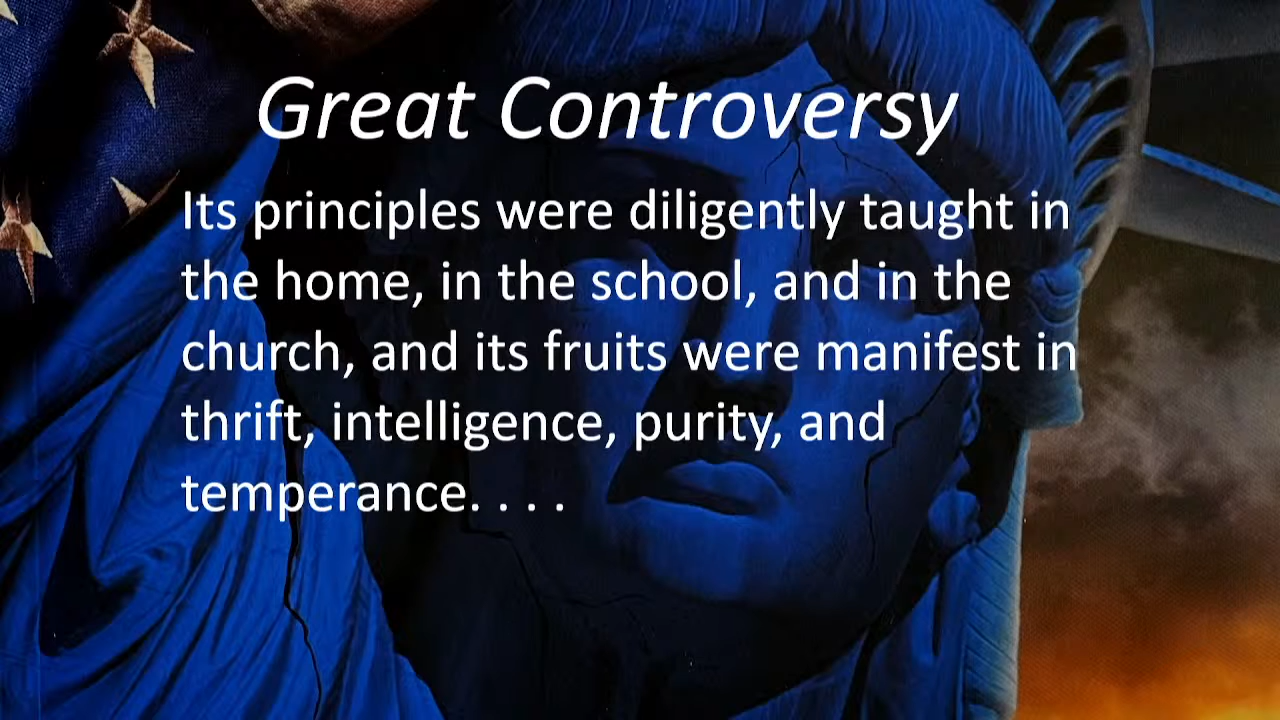 Great Controversy
Its principles were diligently taught in
the home, in the school, and in the
church, and its fruits were manifest in
thrift, intelligence, purity, and
temperance. . . .